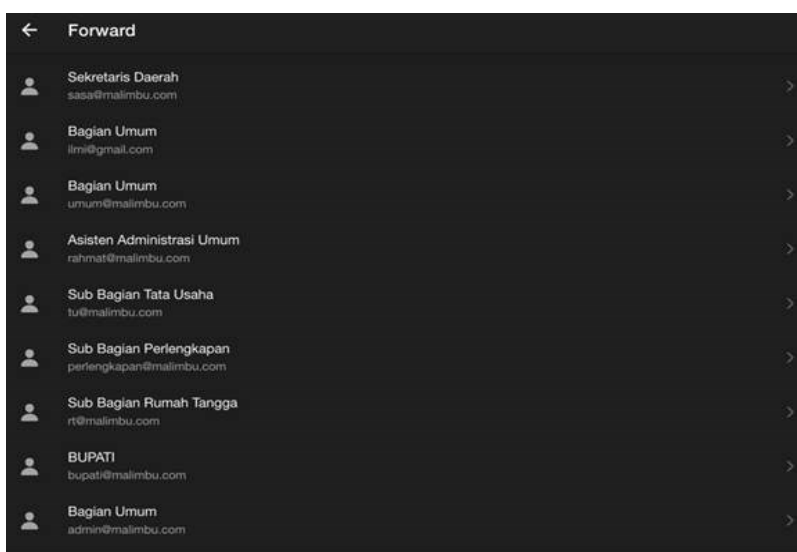 Forward
Sekretaris Daerah
sasa@malimbu.com
Bagian Umum
ilmi@gmail.com
Bagian Umum
umum@malimbu.com
Asisten Administrasi Umum
rahmat@malimbu.com
Sub Bagian Tata Usaha
tu@malimbu.com
Sub Bagian Perlengkapan
perlengkapan@malimbu.com
Sub Bagian Rumah Tangga
rt@malimbu.com
BUPATI
bupati@malimbu.com
Bagian Umum
admin@malimbu.com